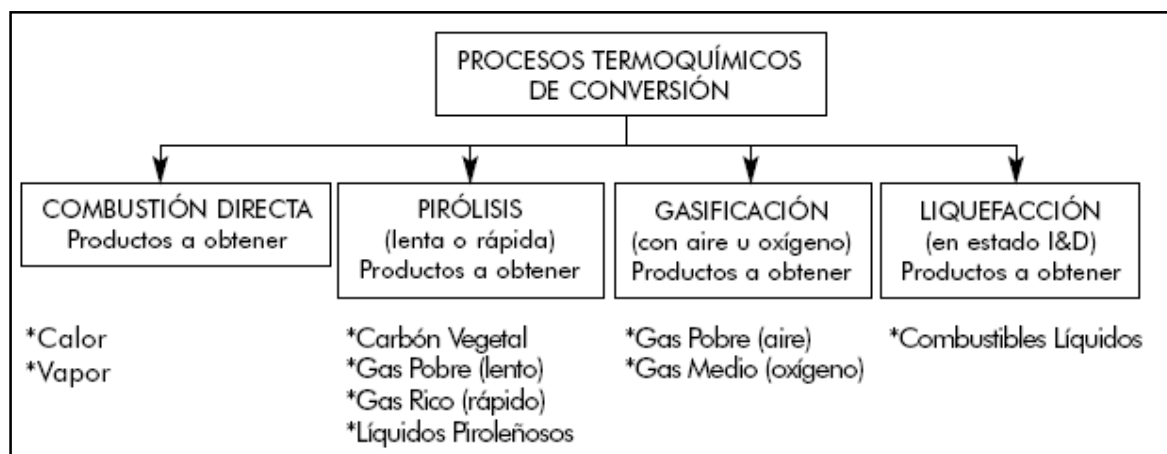 PROCESOS TERMOQUÍMICOS
DE CONVERSIÓN
COMBUSTIÓN DIRECTA
Productos a obtener
*Calor
*Vapor
PIRÓLISIS
(lenta o rápida)
Productos a obtener
*Carbón Vegetal
*Gas Pobre (lento)
*Gas Rico (rápido)
*Líquidos Piroleñosos
GASIFICACIÓN
(con aire u oxígeno)
Productos a obtener
*Gas Pobre (aire)
*Gas Medio (oxígeno)
LIQUEFACCIÓN
(en estado I&D)
Productos a obtener
*Combustibles Líquidos